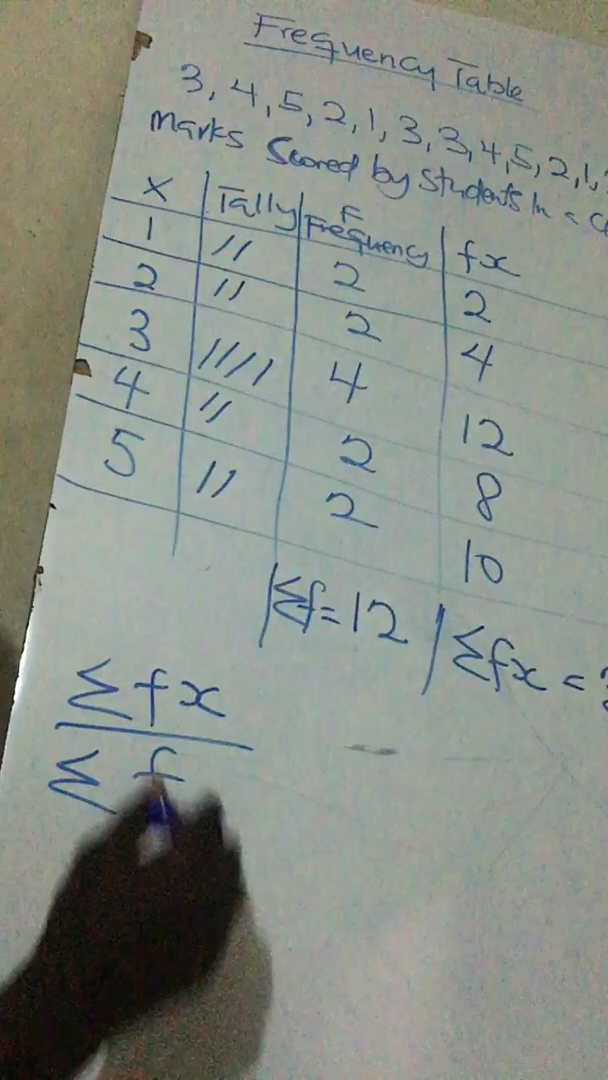 Frequency Table
3, 4, 5, 2, 1, 3, 3, 4, 5, 2, 1,
Marks Scored by Students In a
X Tally F Frequency fx
1 // 2 2
2 // 2 4
3 //// 4 12
4 // 2 8
5 // 2 10
Σf=12 Σfx =
Σfx
Σf